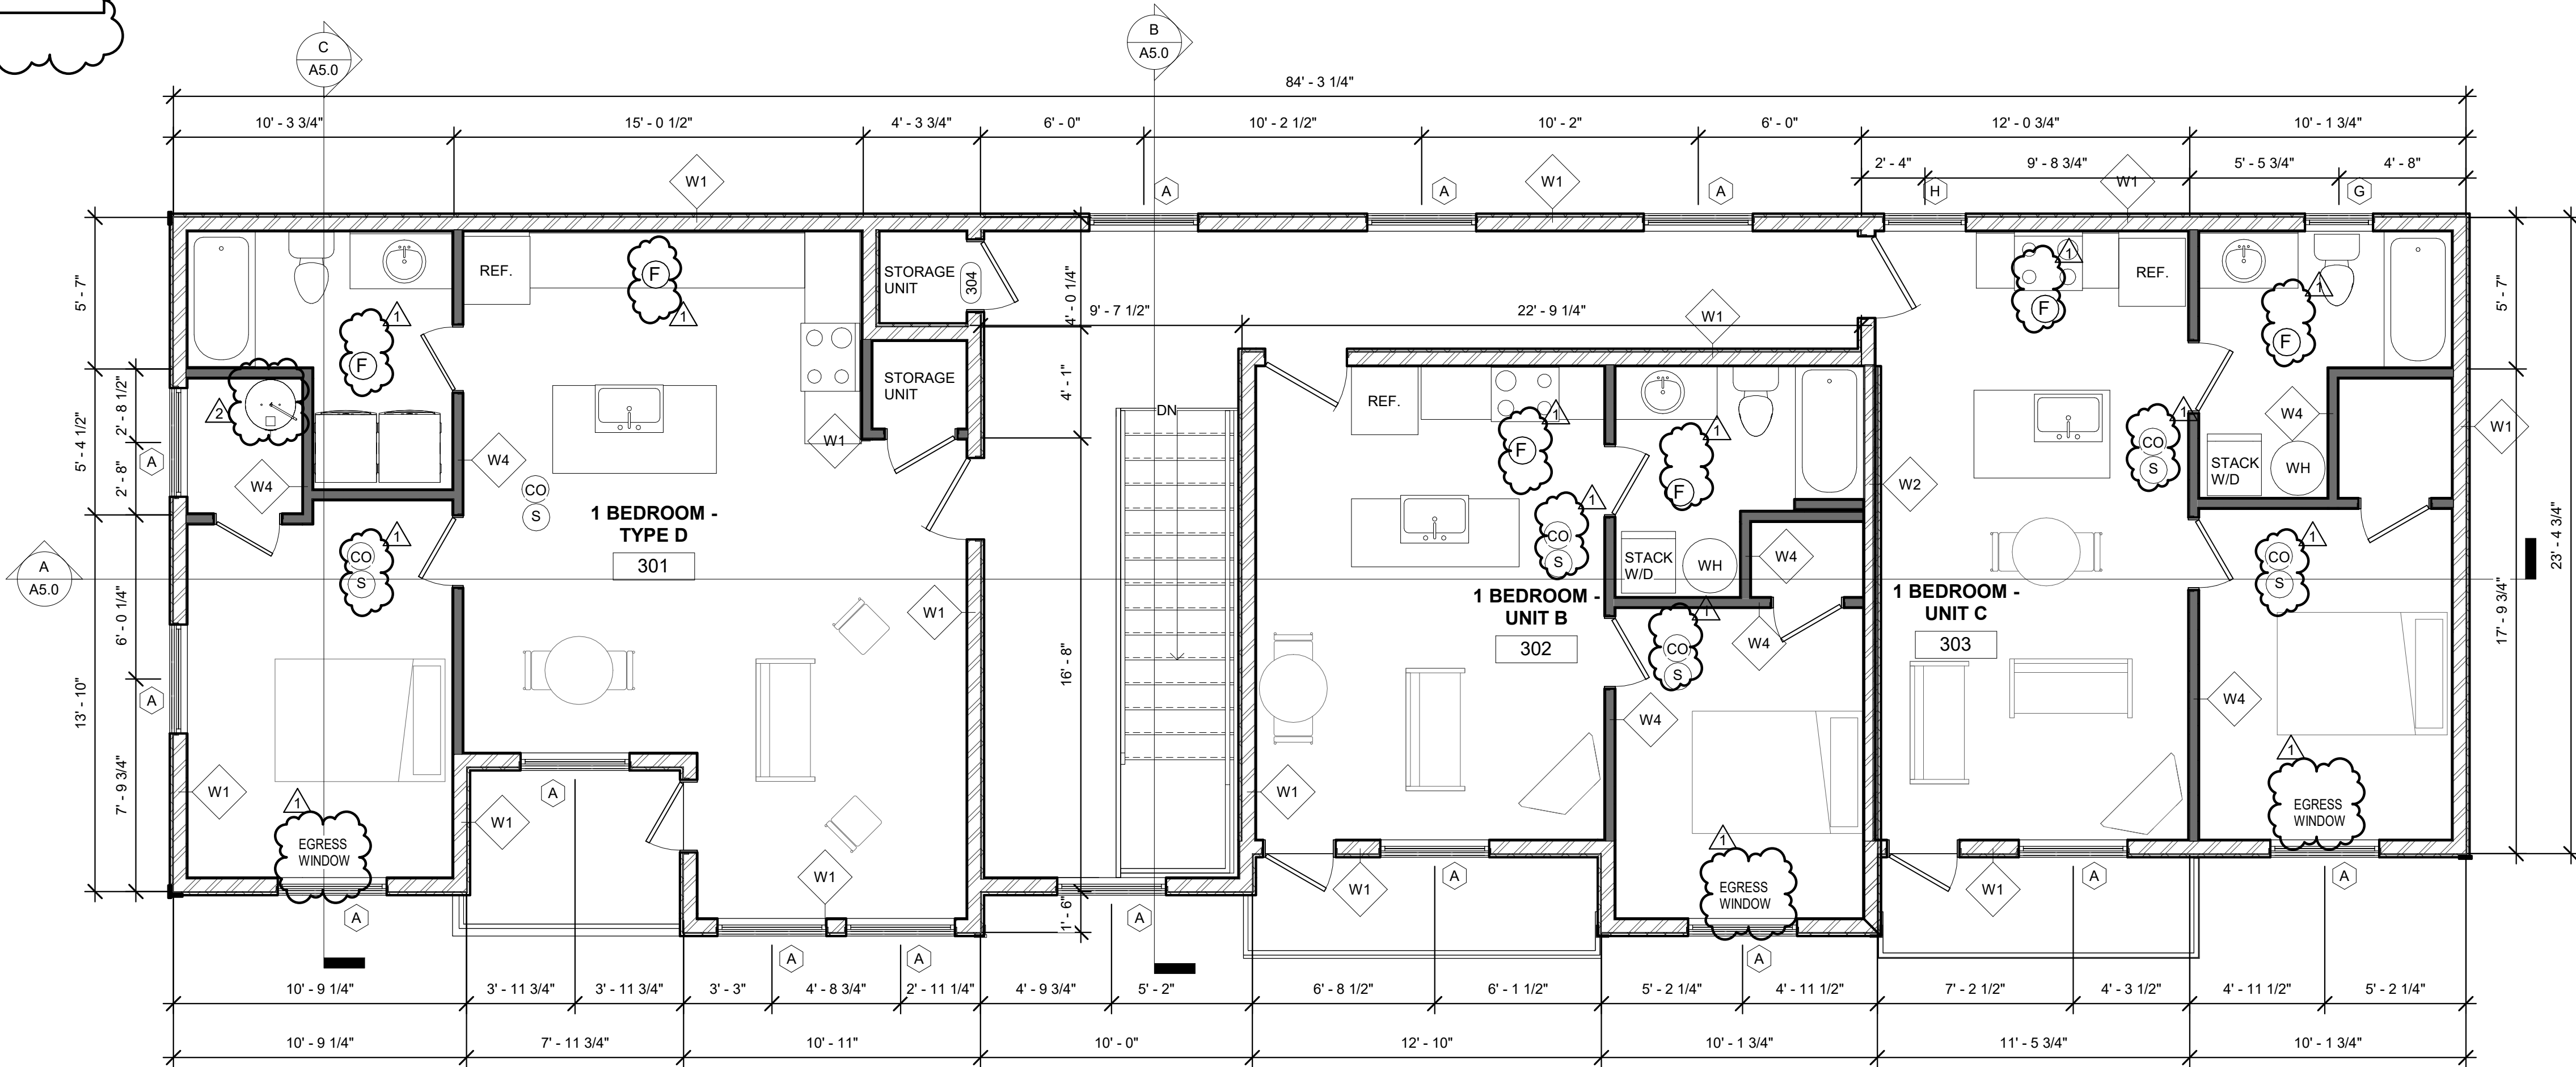 C
A5.0
B
A5.0
84' - 3 1/4"
10' - 3 3/4"
15' - 0 1/2"
4' - 3 3/4"
6' - 0"
10' - 2 1/2"
10' - 2"
6' - 0"
12' - 0 3/4"
10' - 1 3/4"
2' - 4"
9' - 8 3/4"
5' - 5 3/4"
4' - 8"
W1
A
A
W1
A
H
W1
G
5' - 7"
5' - 4 1/2"
13' - 10"
2' - 8 1/2"
2' - 8"
6' - 0 1/4"
7' - 9 3/4"
A
A
A
A5.0
REF.
F
1
F
1
2
W4
W4
CO
S
1 BEDROOM -
TYPE D
301
CO
S
1
W1
1
EGRESS
WINDOW
A
W1
A
W1
W1
W1
STORAGE
UNIT
304
STORAGE
UNIT
4' - 0 1/4"
9' - 7 1/2"
22' - 9 1/4"
W1
4' - 1"
16' - 8"
1' - 6"
DN
REF.
F
1
F
1
CO
S
1
STACK
W/D
WH
W4
1 BEDROOM -
UNIT B
302
CO
S
1
W4
W4
W1
W1
A
1
EGRESS
WINDOW
A
W2
REF.
F
1
F
1
CO
S
1
STACK
W/D
WH
W4
W1
1 BEDROOM -
UNIT C
303
CO
S
1
W4
1
EGRESS
WINDOW
W1
A
A
5' - 7"
17' - 9 3/4"
23' - 4 3/4"
A
A
A
10' - 9 1/4"
3' - 11 3/4"
3' - 11 3/4"
3' - 3"
4' - 8 3/4"
2' - 11 1/4"
4' - 9 3/4"
5' - 2"
6' - 8 1/2"
6' - 1 1/2"
5' - 2 1/4"
4' - 11 1/2"
7' - 2 1/2"
4' - 3 1/2"
4' - 11 1/2"
5' - 2 1/4"
10' - 9 1/4"
7' - 11 3/4"
10' - 11"
10' - 0"
12' - 10"
10' - 1 3/4"
11' - 5 3/4"
10' - 1 3/4"